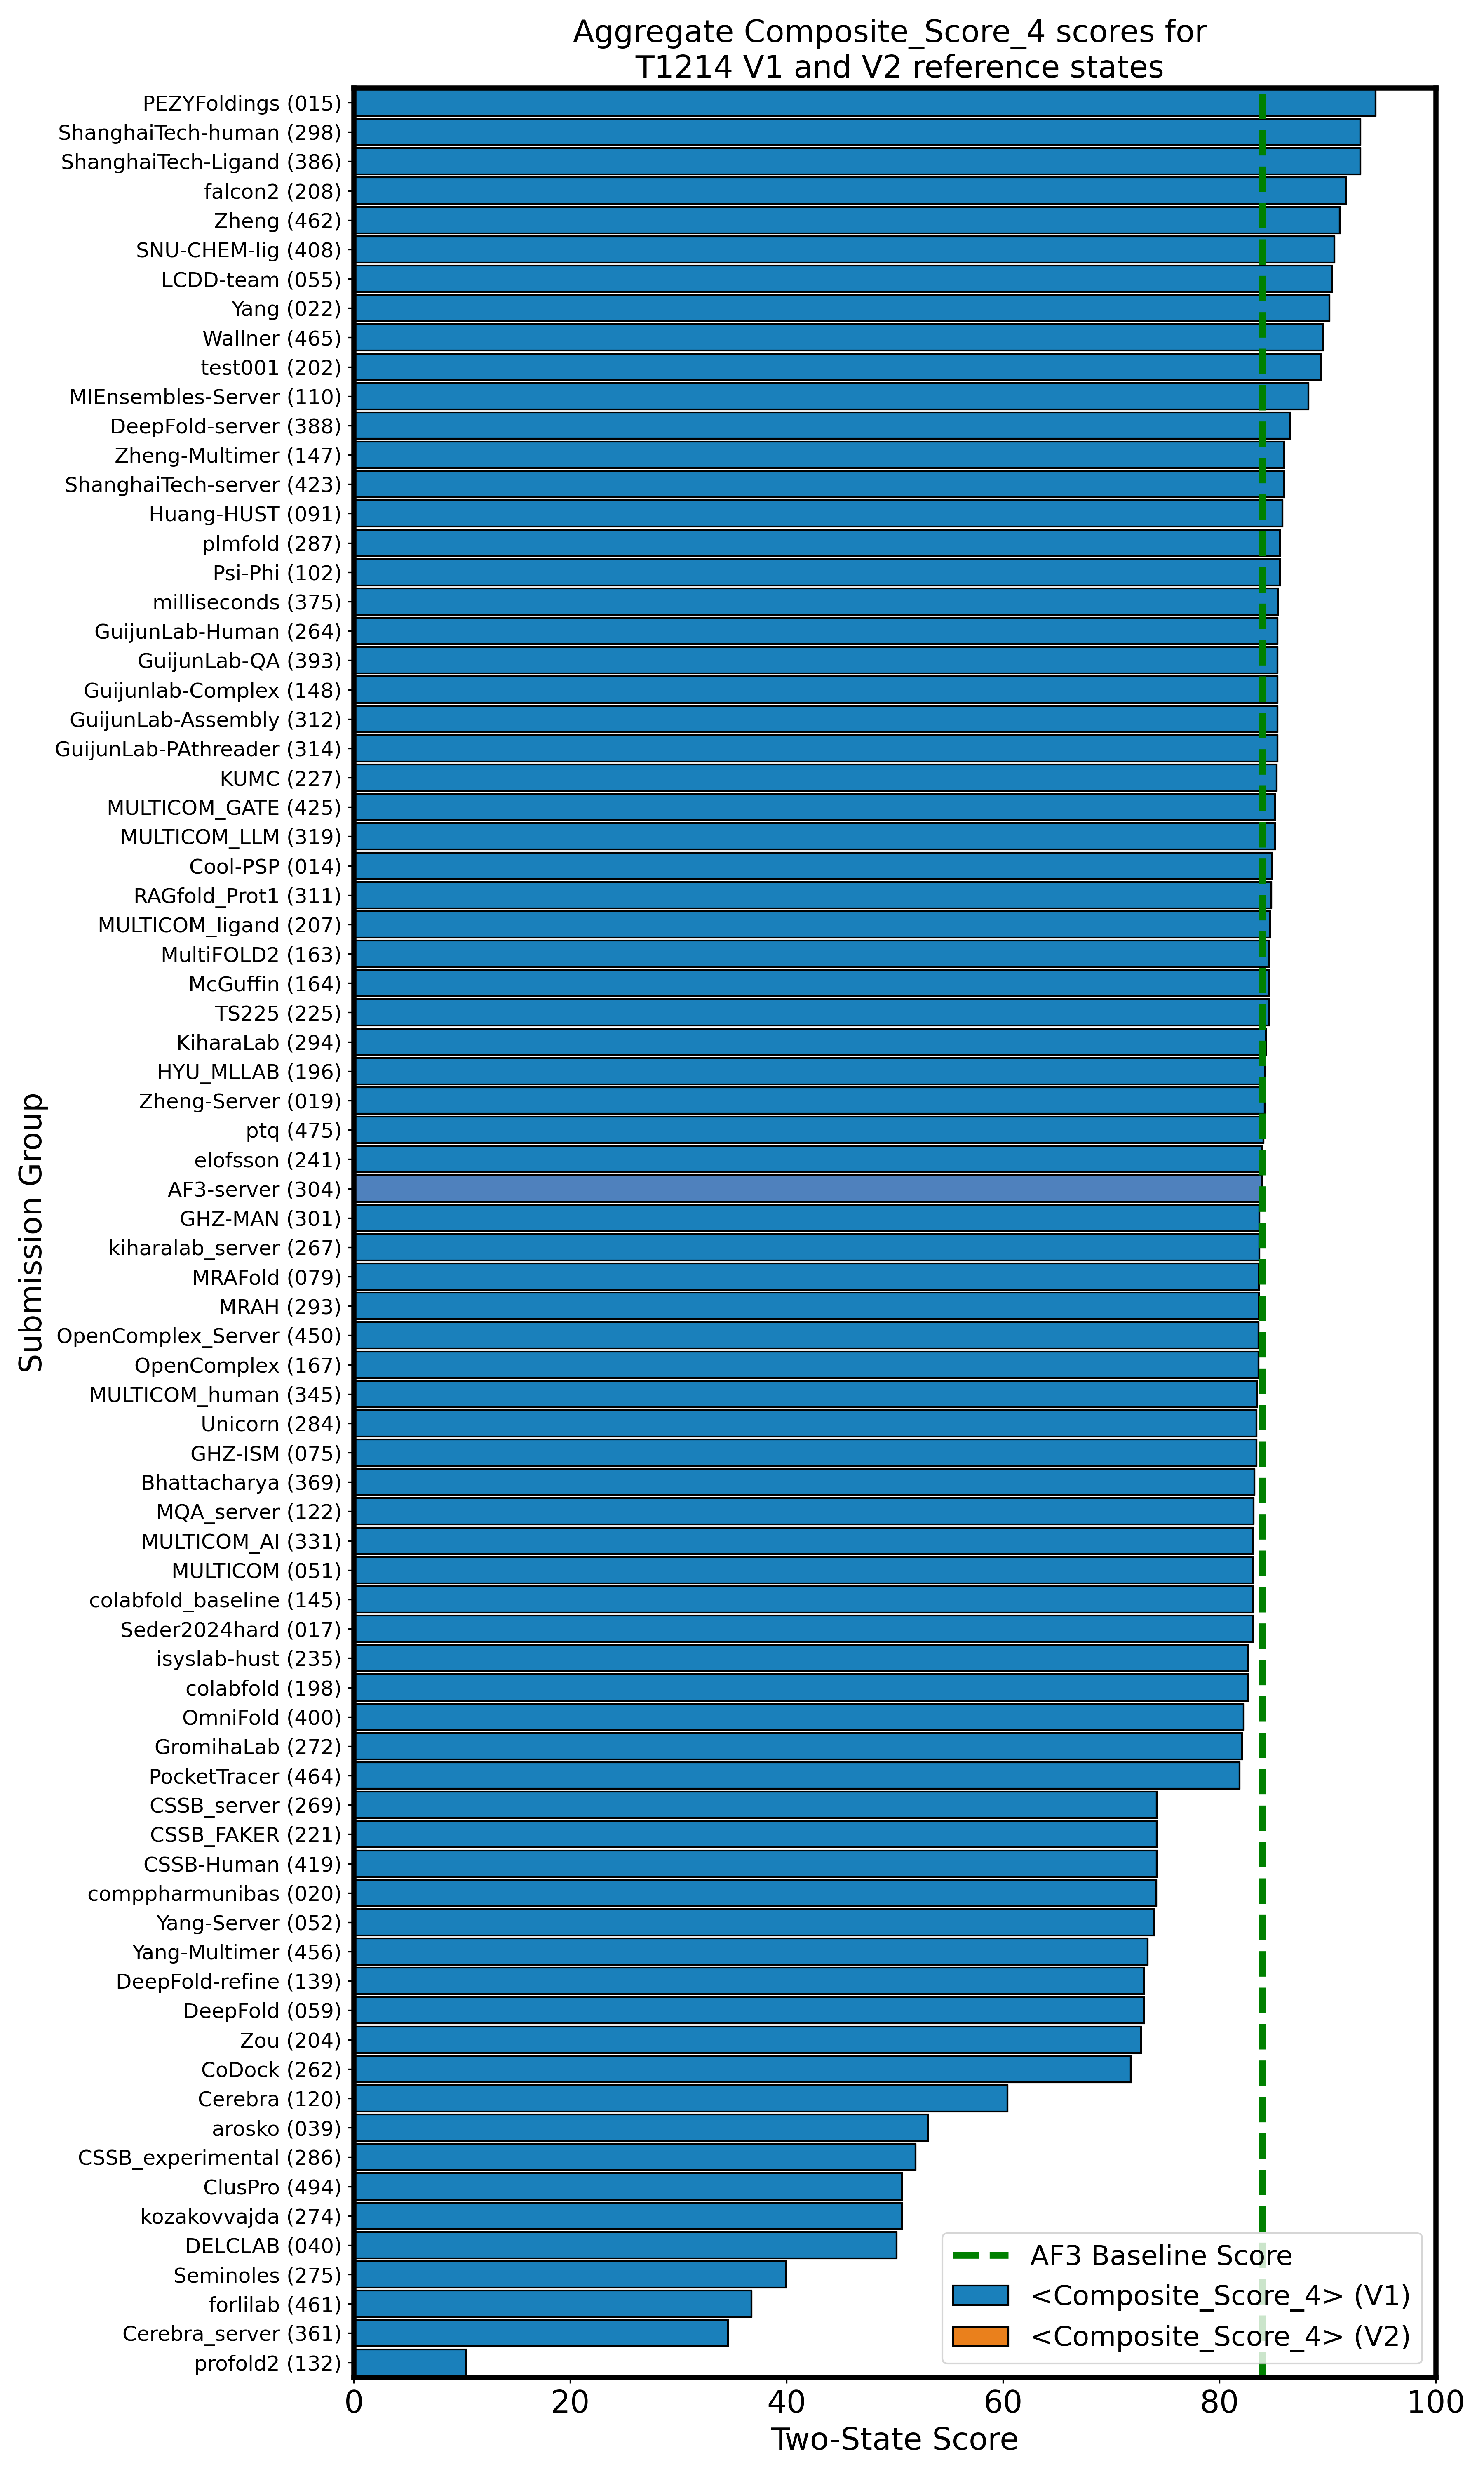 Aggregate Composite_Score_4 scores for
T1214 V1 and V2 reference states
PEZYFoldings (015)
ShanghaiTech-human (298)
ShanghaiTech-Ligand (386)
falcon2 (208)
Zheng (462)
SNU-CHEM-lig (408)
LCDD-team (055)
Yang (022)
Wallner (465)
test001 (202)
MIEnsembles-Server (110)
DeepFold-server (388)
Zheng-Multimer (147)
ShanghaiTech-server (423)
Huang-HUST (091)
plmfold (287)
Psi-Phi (102)
milliseconds (375)
GuijunLab-Human (264)
GuijunLab-QA (393)
Guijunlab-Complex (148)
GuijunLab-Assembly (312)
GuijunLab-PAthreader (314)
KUMC (227)
MULTICOM_GATE (425)
MULTICOM_LLM (319)
Cool-PSP (014)
RAGfold_Prot1 (311)
MULTICOM_ligand (207)
MultiFOLD2 (163)
McGuffin (164)
TS225 (225)
KiharaLab (294)
HYU_MLLAB (196)
Zheng-Server (019)
ptq (475)
elofsson (241)
AF3-server (304)
GHZ-MAN (301)
kiharalab_server (267)
MRAFold (079)
MRAH (293)
OpenComplex_Server (450)
OpenComplex (167)
MULTICOM_human (345)
Unicorn (284)
GHZ-ISM (075)
Bhattacharya (369)
MQA_server (122)
MULTICOM_AI (331)
MULTICOM (051)
colabfold_baseline (145)
Seder2024hard (017)
isyslab-hust (235)
colabfold (198)
OmniFold (400)
GromihaLab (272)
PocketTracer (464)
CSSB_server (269)
CSSB_FAKER (221)
CSSB-Human (419)
comppharmunibas (020)
Yang-Server (052)
Yang-Multimer (456)
DeepFold-refine (139)
DeepFold (059)
Zou (204)
CoDock (262)
Cerebra (120)
arosko (039)
CSSB_experimental (286)
ClusPro (494)
kozakovvajda (274)
DELCLAB (040)
Seminoles (275)
forlilab (461)
Cerebra_server (361)
profold2 (132)
Submission Group
AF3 Baseline Score
<Composite_Score_4> (V1)
<Composite_Score_4> (V2)
0 20 40 60 80 100
Two-State Score